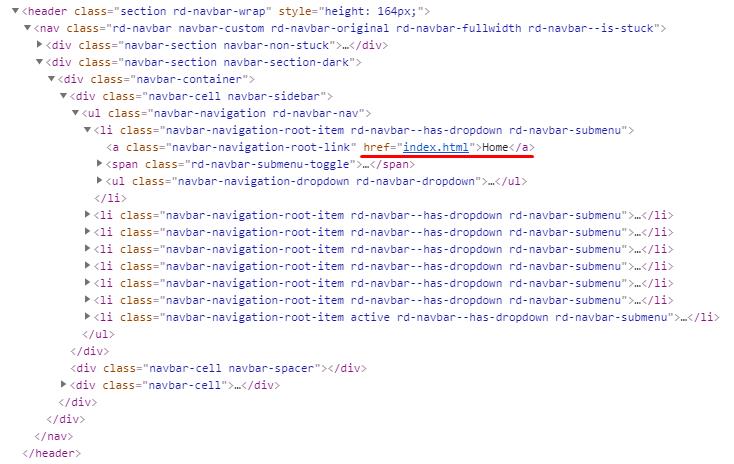 <header class="section rd-navbar-wrap" style="height: 164px;">
<nav class="rd-navbar navbar-custom rd-navbar-original rd-navbar-fullwidth rd-navbar--is-stuck">
<div class="navbar-section navbar-non-stuck">…</div>
<div class="navbar-section navbar-section-dark">
<div class="navbar-container">
<div class="navbar-cell navbar-sidebar">
<ul class="navbar-navigation rd-navbar-nav">
<li class="navbar-navigation-root-item rd-navbar--has-dropdown rd-navbar-submenu">
<a class="navbar-navigation-root-link" href="index.html">Home</a>
<span class="rd-navbar-submenu-toggle">…</span>
<ul class="navbar-navigation-dropdown rd-navbar-dropdown">…</ul>
</li>
<li class="navbar-navigation-root-item rd-navbar--has-dropdown rd-navbar-submenu">…</li>
<li class="navbar-navigation-root-item rd-navbar--has-dropdown rd-navbar-submenu">…</li>
<li class="navbar-navigation-root-item rd-navbar--has-dropdown rd-navbar-submenu">…</li>
<li class="navbar-navigation-root-item rd-navbar--has-dropdown rd-navbar-submenu">…</li>
<li class="navbar-navigation-root-item rd-navbar--has-dropdown rd-navbar-submenu">…</li>
<li class="navbar-navigation-root-item rd-navbar--has-dropdown rd-navbar-submenu">…</li>
<li class="navbar-navigation-root-item active rd-navbar--has-dropdown rd-navbar-submenu">…</li>
</ul>
</div>
<div class="navbar-cell navbar-spacer"></div>
<div class="navbar-cell">…</div>
</div>
</div>
</nav>
</header>